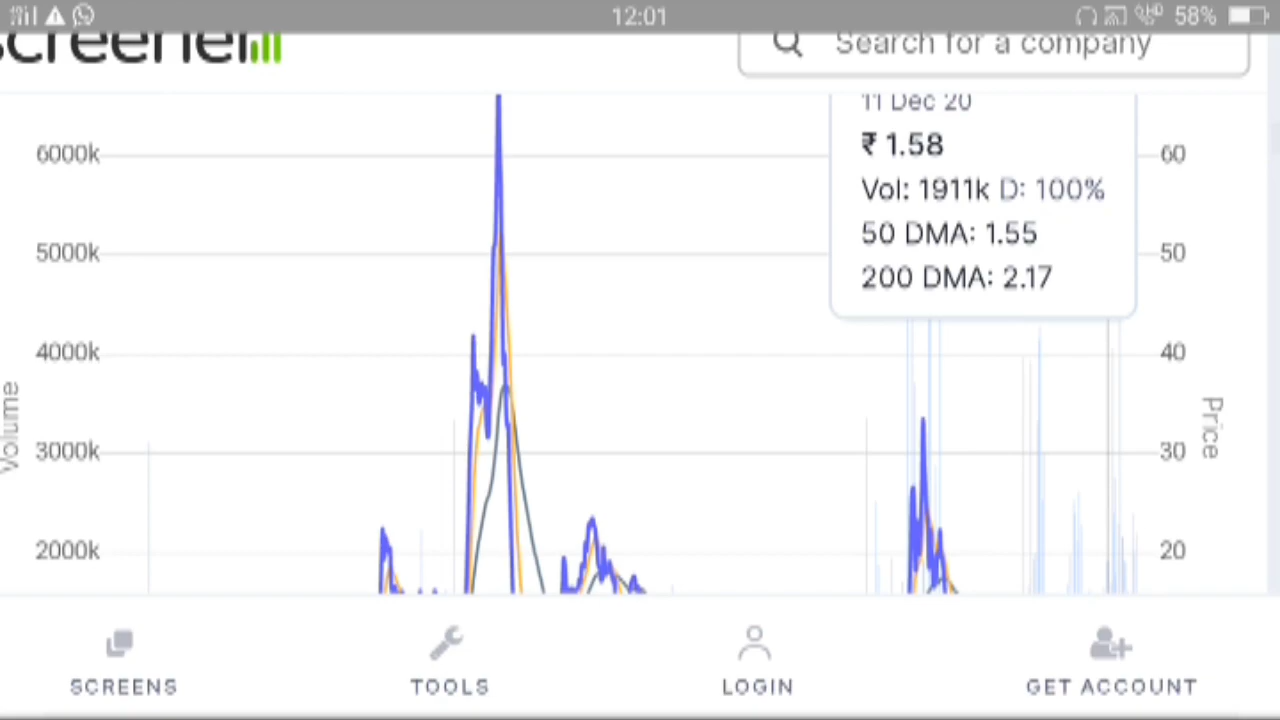 12:01
HD
58%
screener
Search for a company
11 Dec 20
₹ 1.58
Vol: 1911k D: 100%
50 DMA: 1.55
200 DMA: 2.17
6000k
5000k
4000k
3000k
2000k
Volume
60
50
40
30
20
Price
SCREENS
TOOLS
LOGIN
GET ACCOUNT